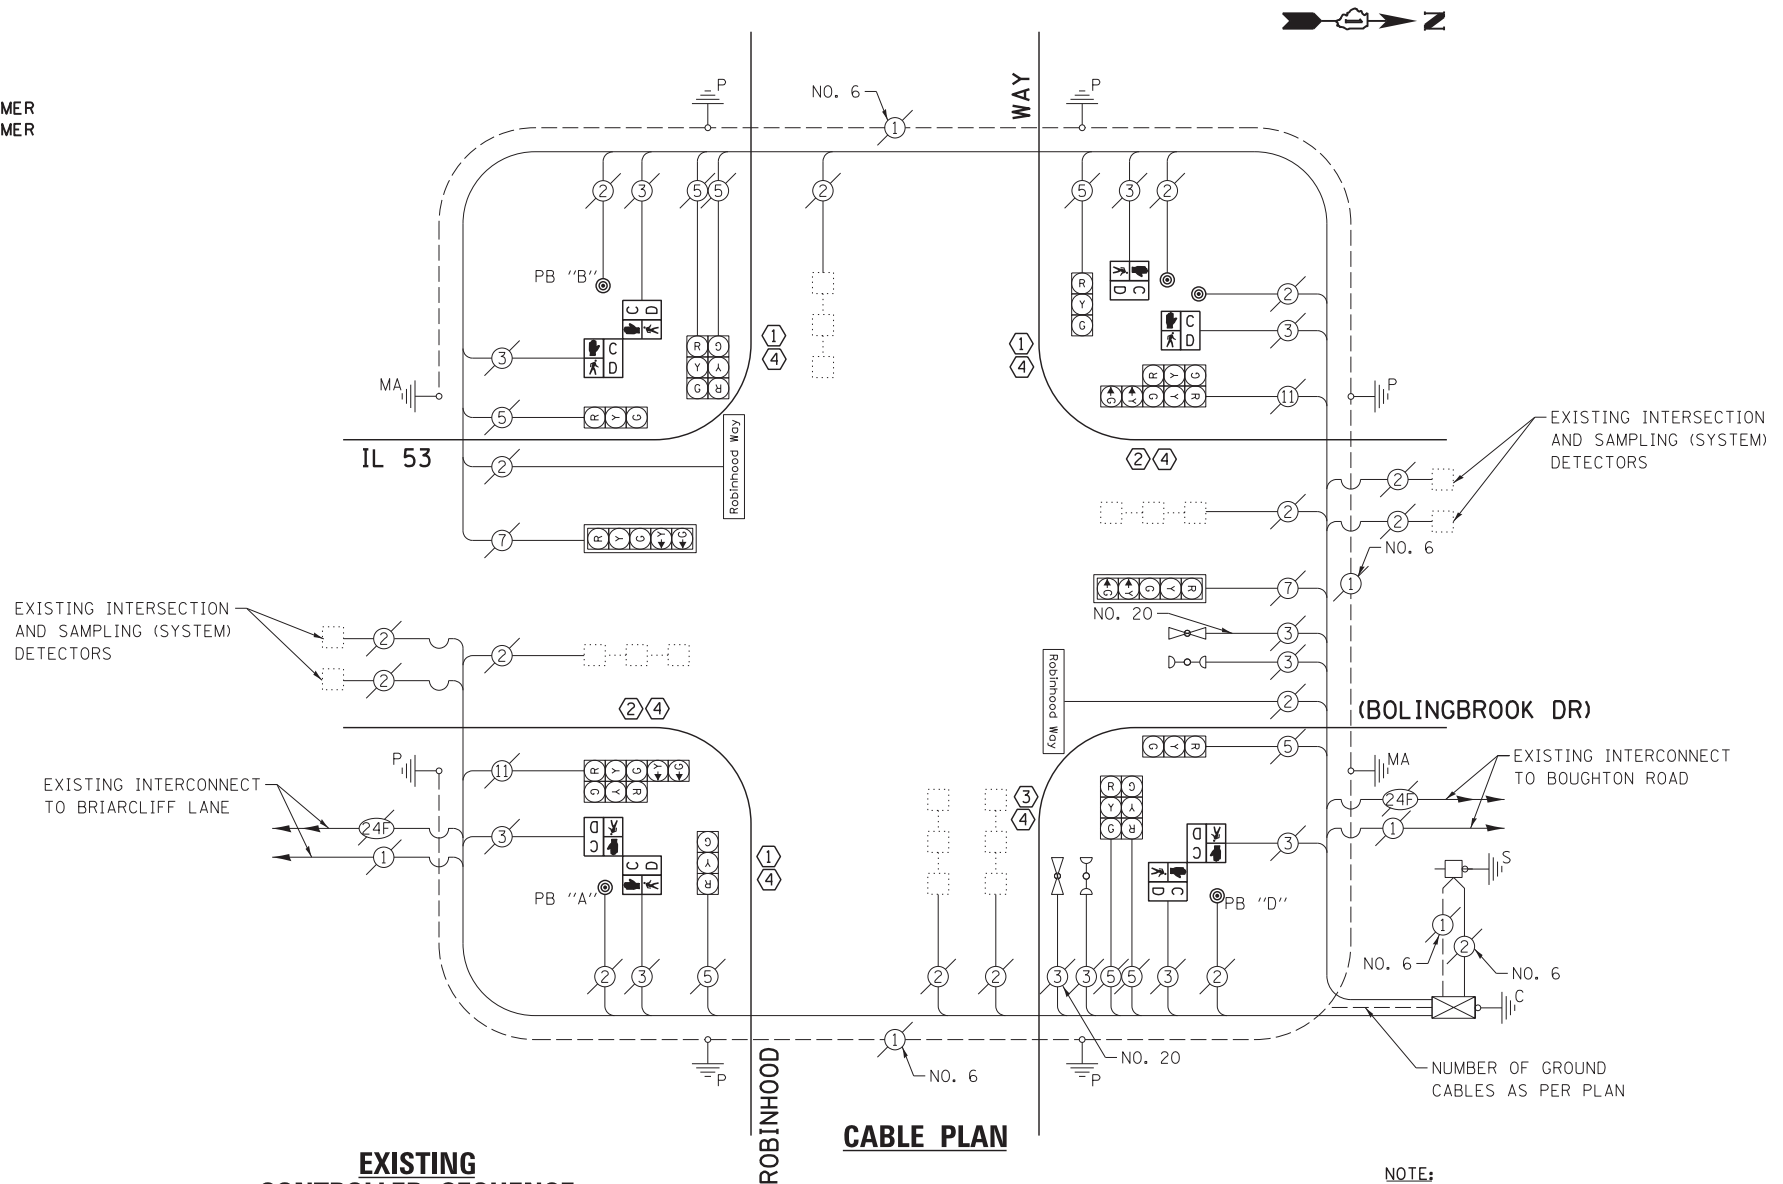 N
MER
MER
NO. 6
WAY
P
P
1
2
3
5
5
2
5
3
2
PB "B"
C D
R Y G
R G
Y Y
G R
1
4
1
4
C
D
D C
2
3
C
D
R Y G
G Y G Y R
11
3
MA
5
R Y G
P
IL 53
2
Robinhood Way
2 4
EXISTING INTERSECTION
AND SAMPLING (SYSTEM)
DETECTORS
2
2
2
NO. 6
7
R Y G Y G
G Y G Y R
7
1
NO. 20
3
3
EXISTING INTERSECTION
AND SAMPLING (SYSTEM)
DETECTORS
2
2
2
Robinhood Way
2
2 4
(BOLINGBROOK DR)
G Y R
5
P
MA
11
R Y G Y G
G Y R
EXISTING INTERCONNECT
TO BRIARCLIFF LANE
24F
1
3
C D
EXISTING INTERCONNECT
TO BOUGHTON ROAD
24F
1
3
4
R G
Y Y
G R
C D
3
C D
G
Y
R
1
4
PB "A"
D C
PB "D"
S
1
2
NO. 6
NO. 6
2
3
5
2
2
3
3
5
5
3
2
C
NO. 20
1
NO. 6
P
P
NUMBER OF GROUND
CABLES AS PER PLAN
ROBINHOOD
CABLE PLAN
EXISTING
CONTROLLER SEQUENCE
NOTE: